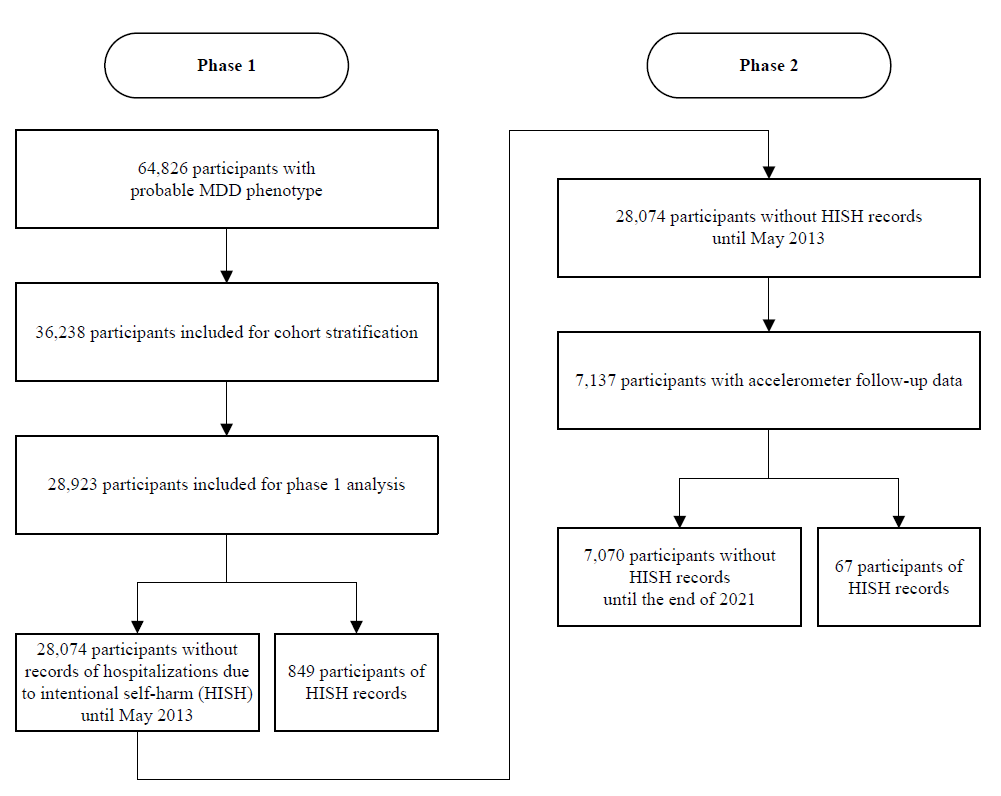 Phase 1
64,826 participants with
probable MDD phenotype
36,238 participants included for cohort stratification
28,923 participants included for phase 1 analysis
28,074 participants without
records of hospitalizations due
to intentional self-harm (HISH)
until May 2013
849 participants of
HISH records
Phase 2
28,074 participants without HISH records
until May 2013
7,137 participants with accelerometer follow-up data
7,070 participants without
HISH records
until the end of 2021
67 participants of
HISH records